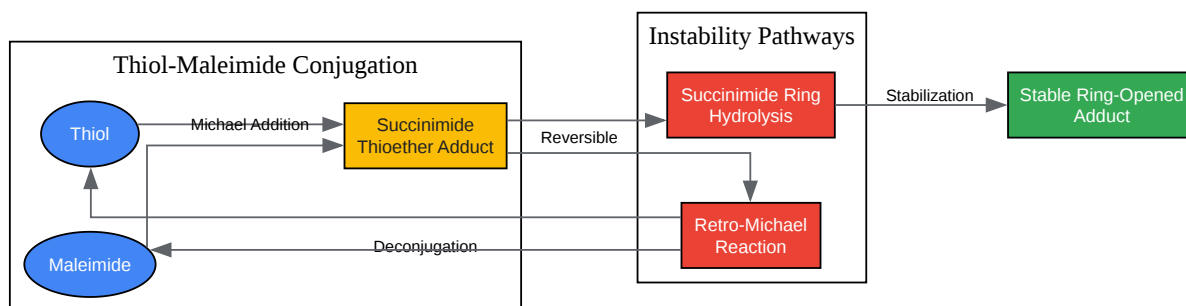 Instability Pathways
Thiol-Maleimide Conjugation
Thiol
Michael Addition
Succinimide
Thioether Adduct
Reversible
Succinimide Ring
Hydrolysis
Stabilization
Stable Ring-Opened
Adduct
Maleimide
Deconjugation
Retro-Michael
Reaction